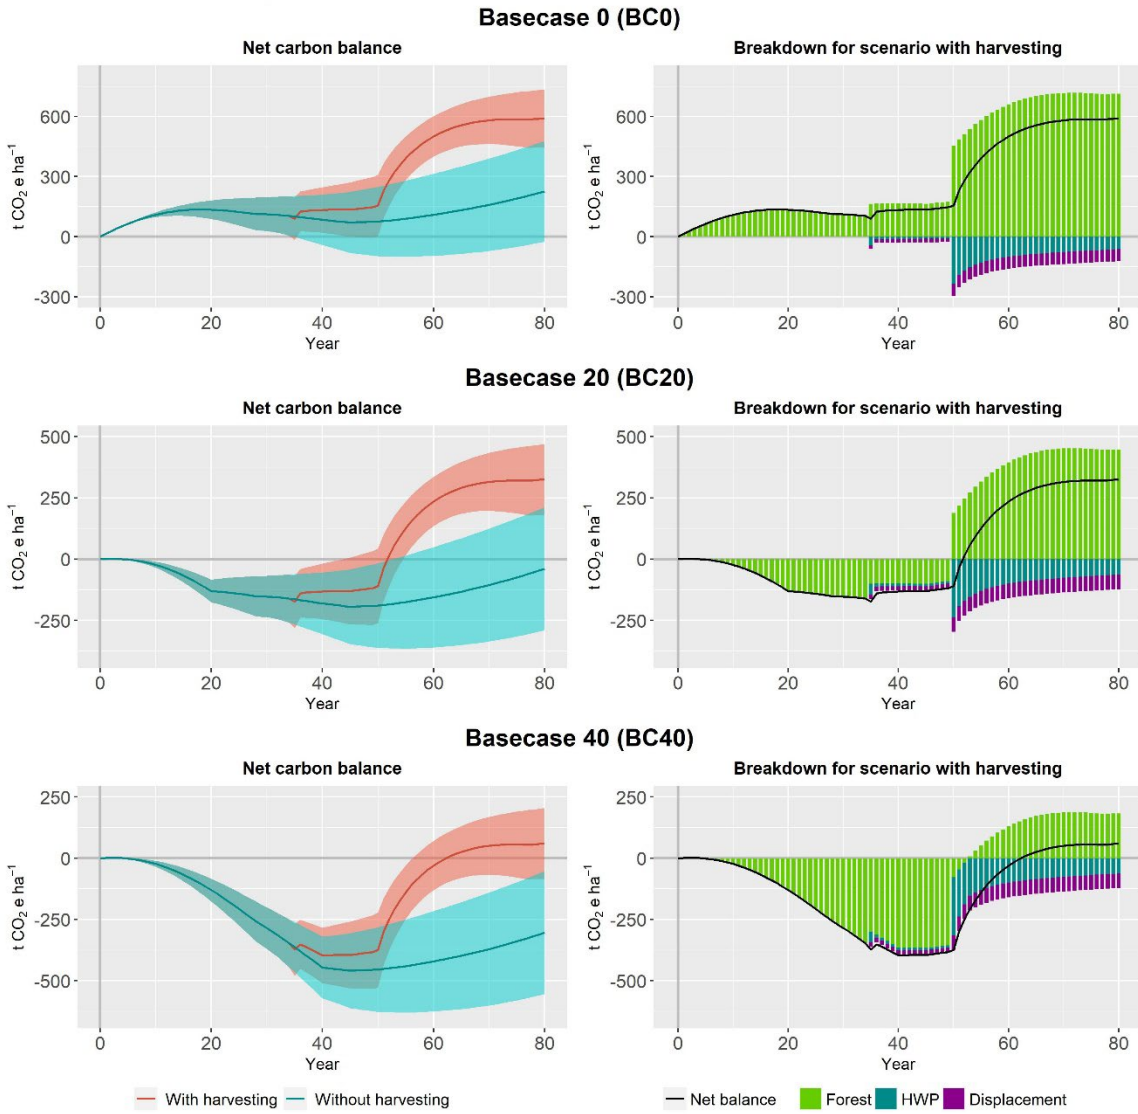 Basecase 0 (BC0)
Net carbon balance
t CO2 e ha−1
600
300
0
-300
0 20 40 60 80
Year
Breakdown for scenario with harvesting
t CO2 e ha−1
600
300
0
-300
0 20 40 60 80
Year
Basecase 20 (BC20)
Net carbon balance
t CO2 e ha−1
500
250
0
-250
0 20 40 60 80
Year
Breakdown for scenario with harvesting
t CO2 e ha−1
500
250
0
-250
0 20 40 60 80
Year
Basecase 40 (BC40)
Net carbon balance
t CO2 e ha−1
250
0
-250
-500
0 20 40 60 80
Year
Breakdown for scenario with harvesting
t CO2 e ha−1
250
0
-250
-500
0 20 40 60 80
Year
With harvesting Without harvesting
Net balance Forest HWP Displacement